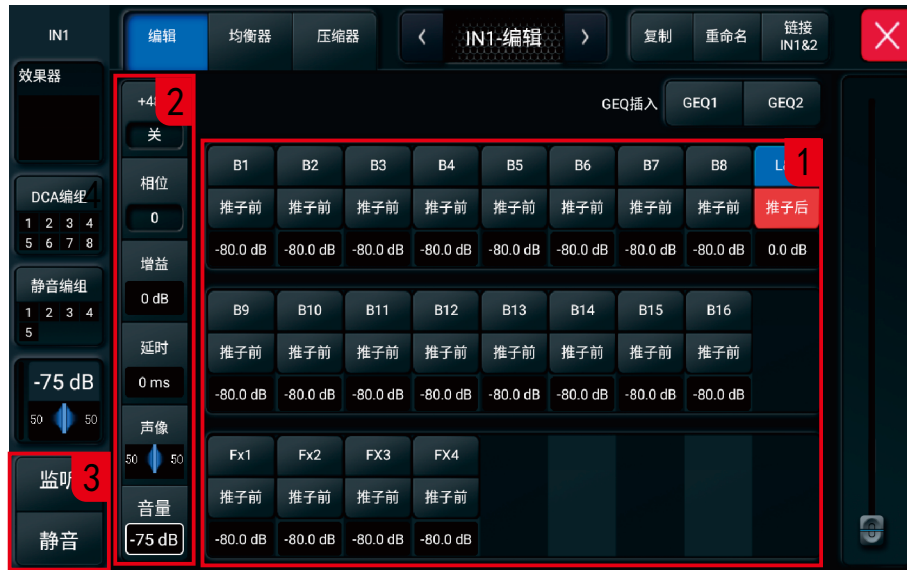 IN1
编辑
均衡器
压缩器
IN1-编辑
复制
重命名
链接
IN1&2
效果器
2
+4
关
GEQ插入
GEQ1
GEQ2
B1 B2 B3 B4 B5 B6 B7 B8 L 1
推子前 推子前 推子前 推子前 推子前 推子前 推子前 推子前 推子后
-80.0 dB -80.0 dB -80.0 dB -80.0 dB -80.0 dB -80.0 dB -80.0 dB -80.0 dB 0.0 dB
相位
0
DCA编组
4
1 2 3 4
5 6 7 8
增益
0 dB
静音编组
1 2 3 4
5
B9 B10 B11 B12 B13 B14 B15 B16
推子前 推子前 推子前 推子前 推子前 推子前 推子前 推子前
-80.0 dB -80.0 dB -80.0 dB -80.0 dB -80.0 dB -80.0 dB -80.0 dB -80.0 dB
延时
0 ms
-75 dB
50 50
声像
50 50
Fx1 Fx2 FX3 FX4
推子前 推子前 推子前 推子前
-80.0 dB -80.0 dB -80.0 dB -80.0 dB
监听
3
静音
音量
-75 dB